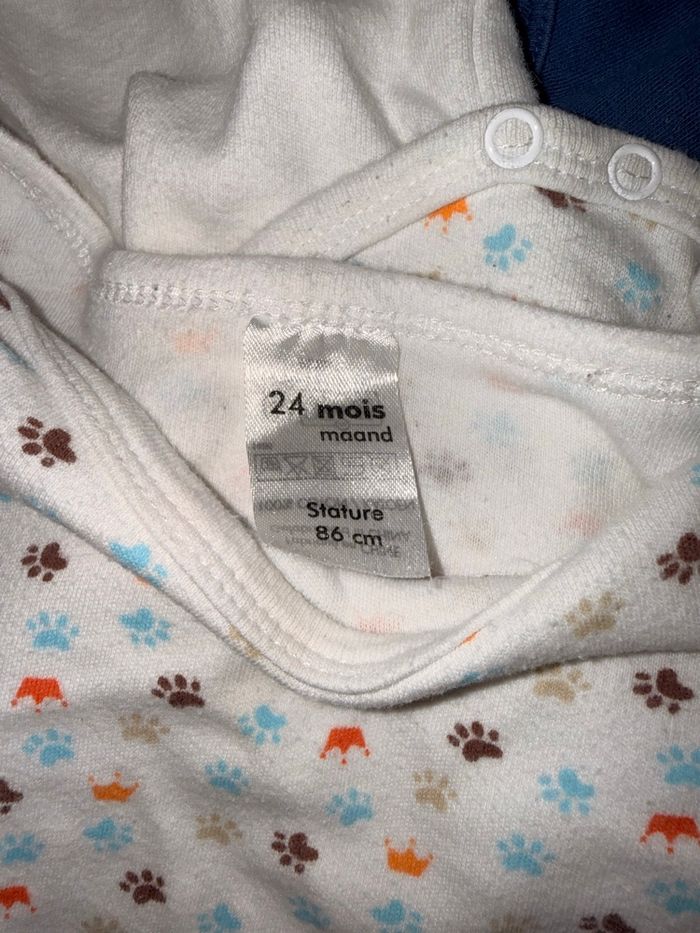 24 mois
maand
Stature
86 cm